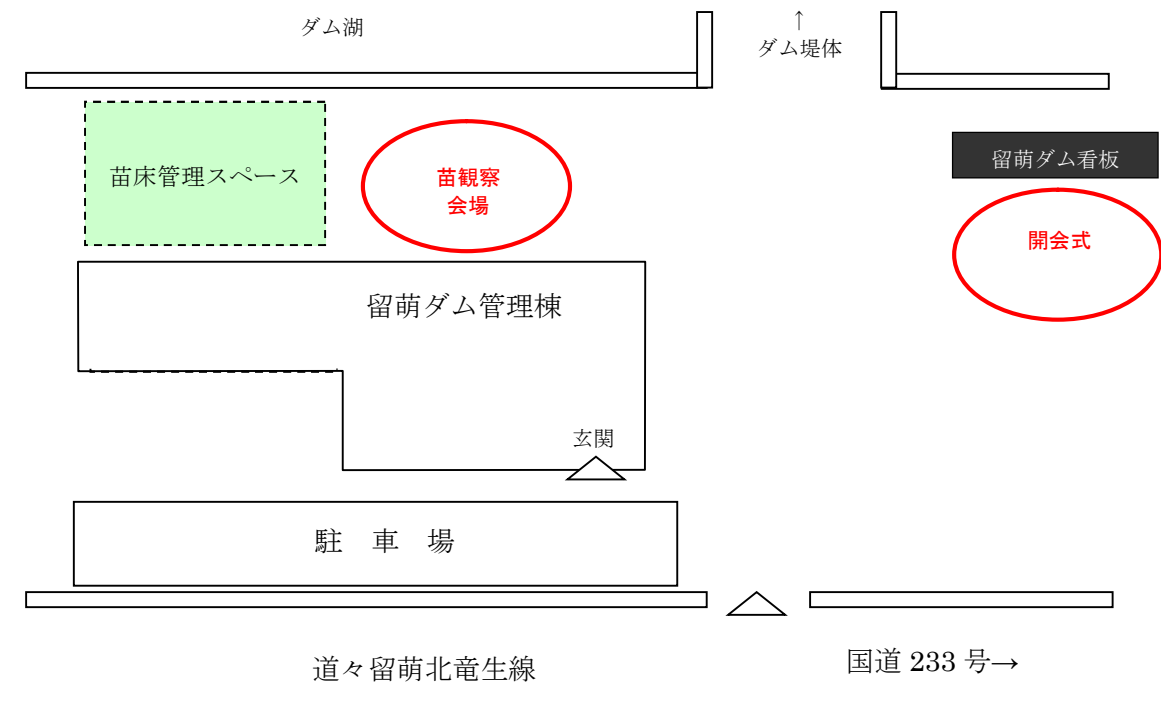 ダム湖
↑
ダム堤体
留萌ダム看板
苗床管理スペース
苗観察
会場
開会式
留萌ダム管理棟
玄関
駐 車 場
道々留萌北竜生線
国道 233 号→